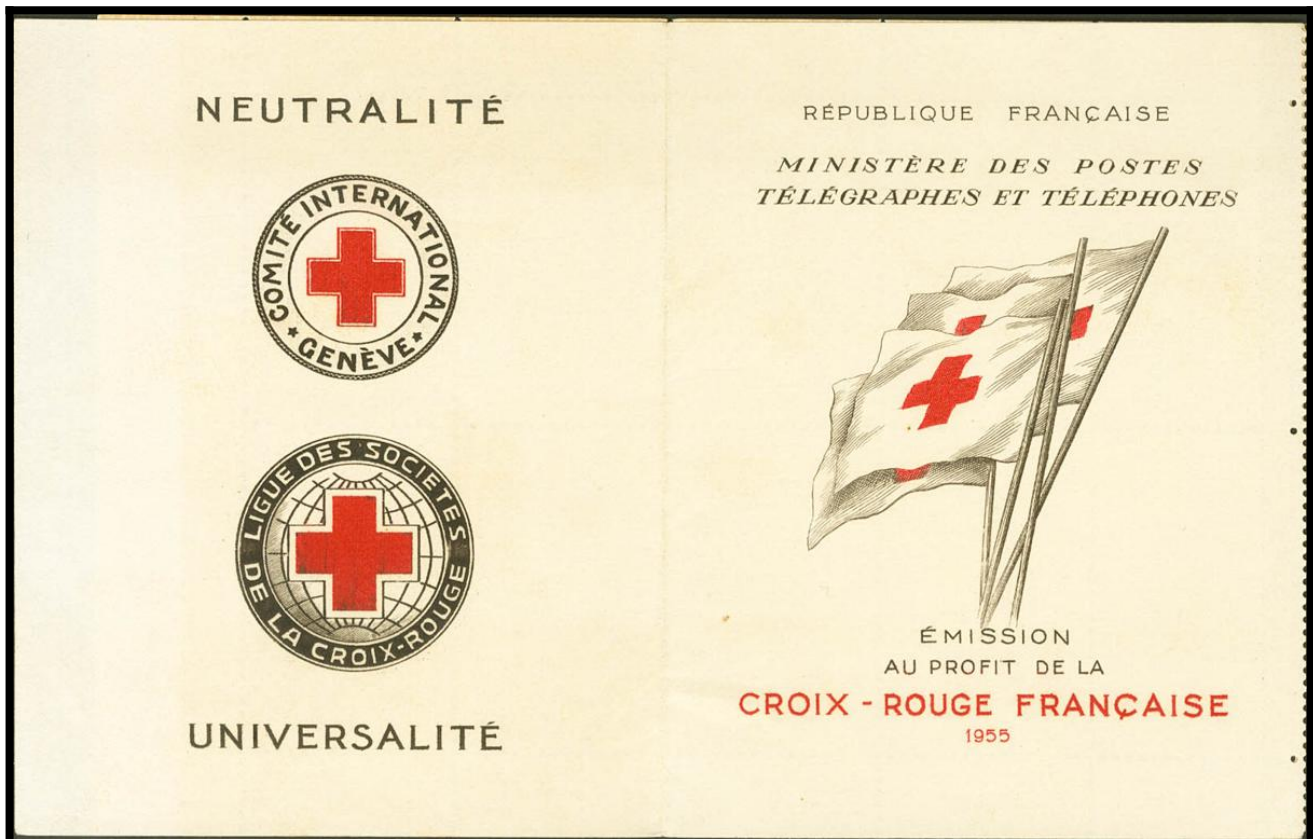 NEUTRALITÉ
COMITÉ INTERNATIONAL
* GENÈVE *
LIGUE DES SOCIÉTÉS
DE LA CROIX-ROUGE
UNIVERSALITÉ
RÉPUBLIQUE FRANÇAISE
MINISTÈRE DES POSTES
TÉLÉGRAPHES ET TÉLÉPHONES
ÉMISSION
AU PROFIT DE LA
CROIX - ROUGE FRANÇAISE
1955